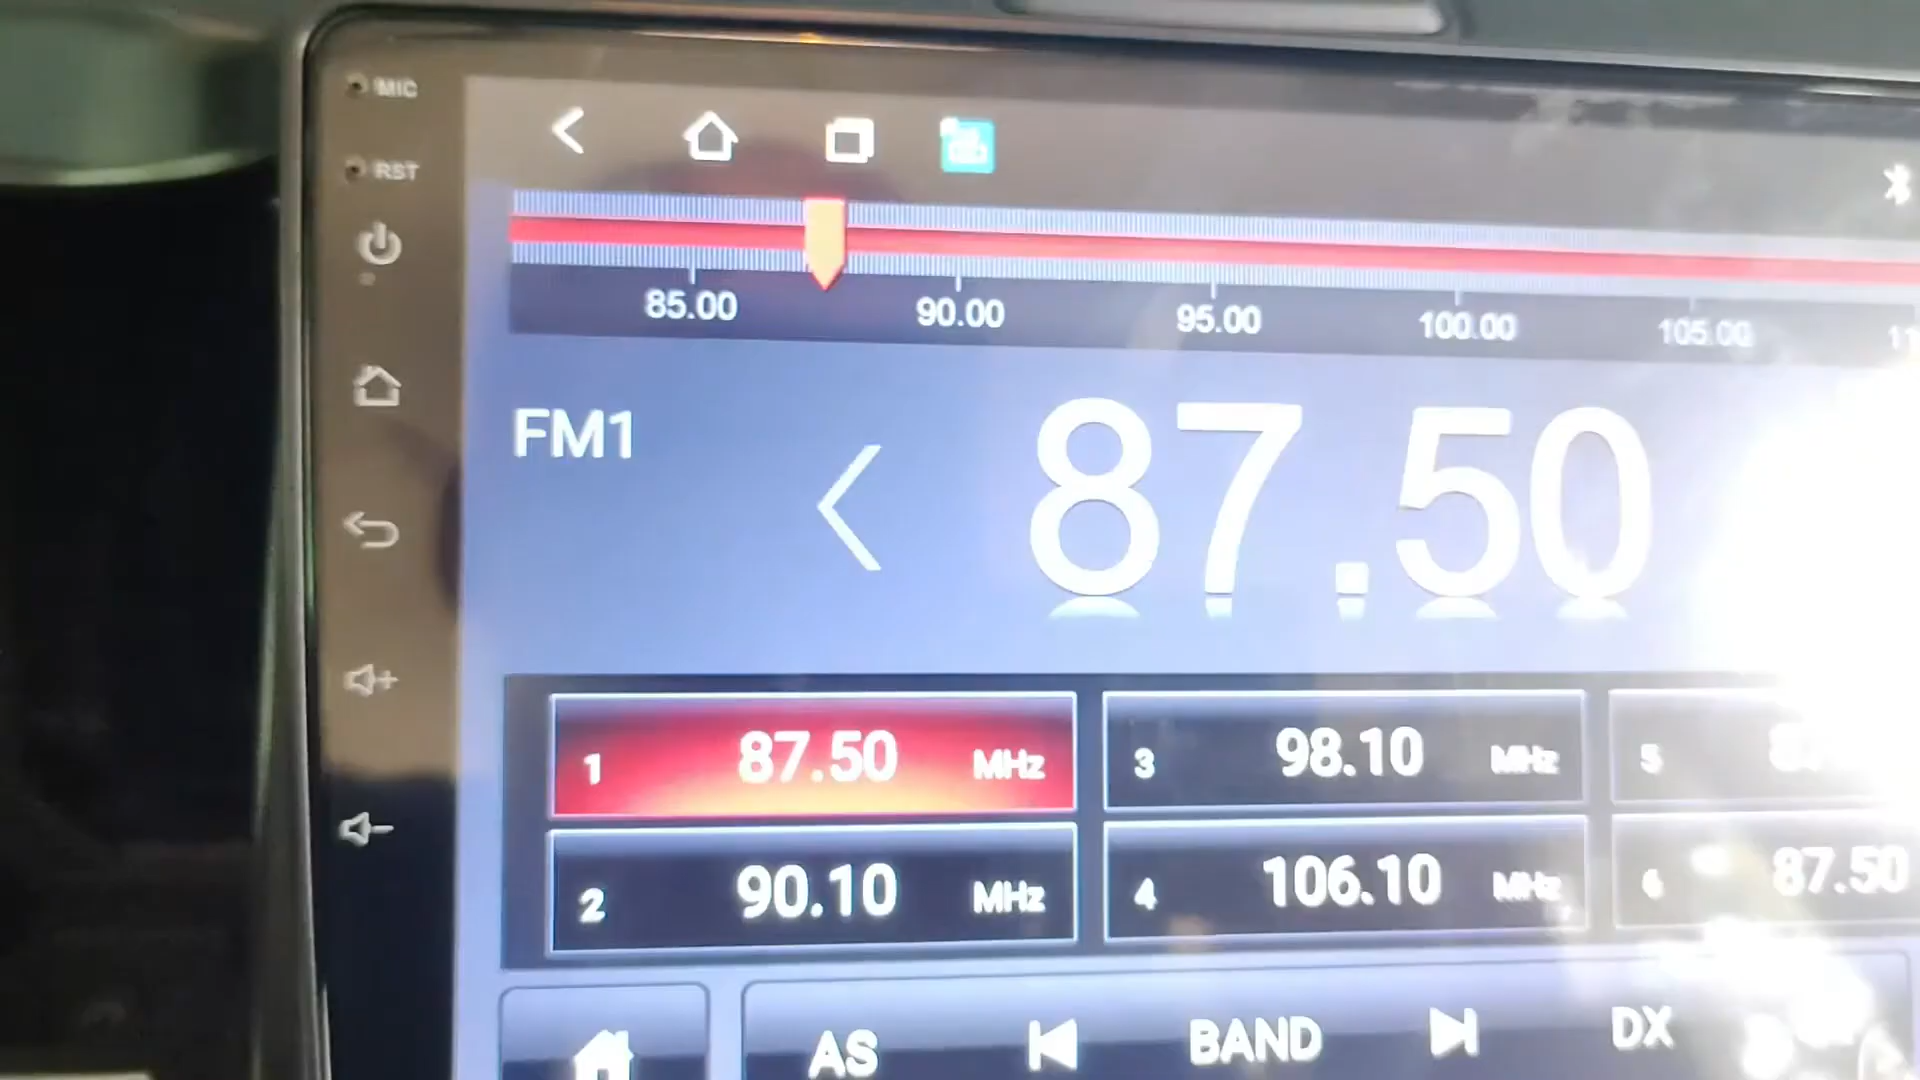 MIC
RST
85.00 90.00 95.00 100.00 105.00
FM1
87.50
1 87.50 MHz
3 98.10 MHz
5
2 90.10 MHz
4 106.10 MHz
6 87.50
AS BAND DX